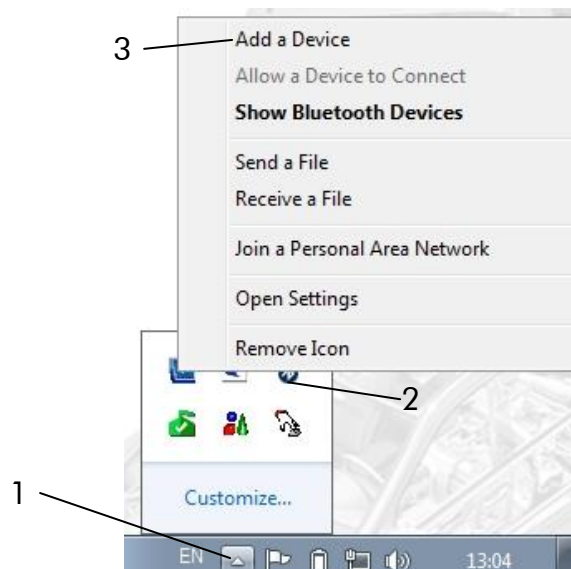 3
Add a Device
Allow a Device to Connect
Show Bluetooth Devices
Send a File
Receive a File
Join a Personal Area Network
Open Settings
Remove Icon
2
Customize...
1
EN 13:04